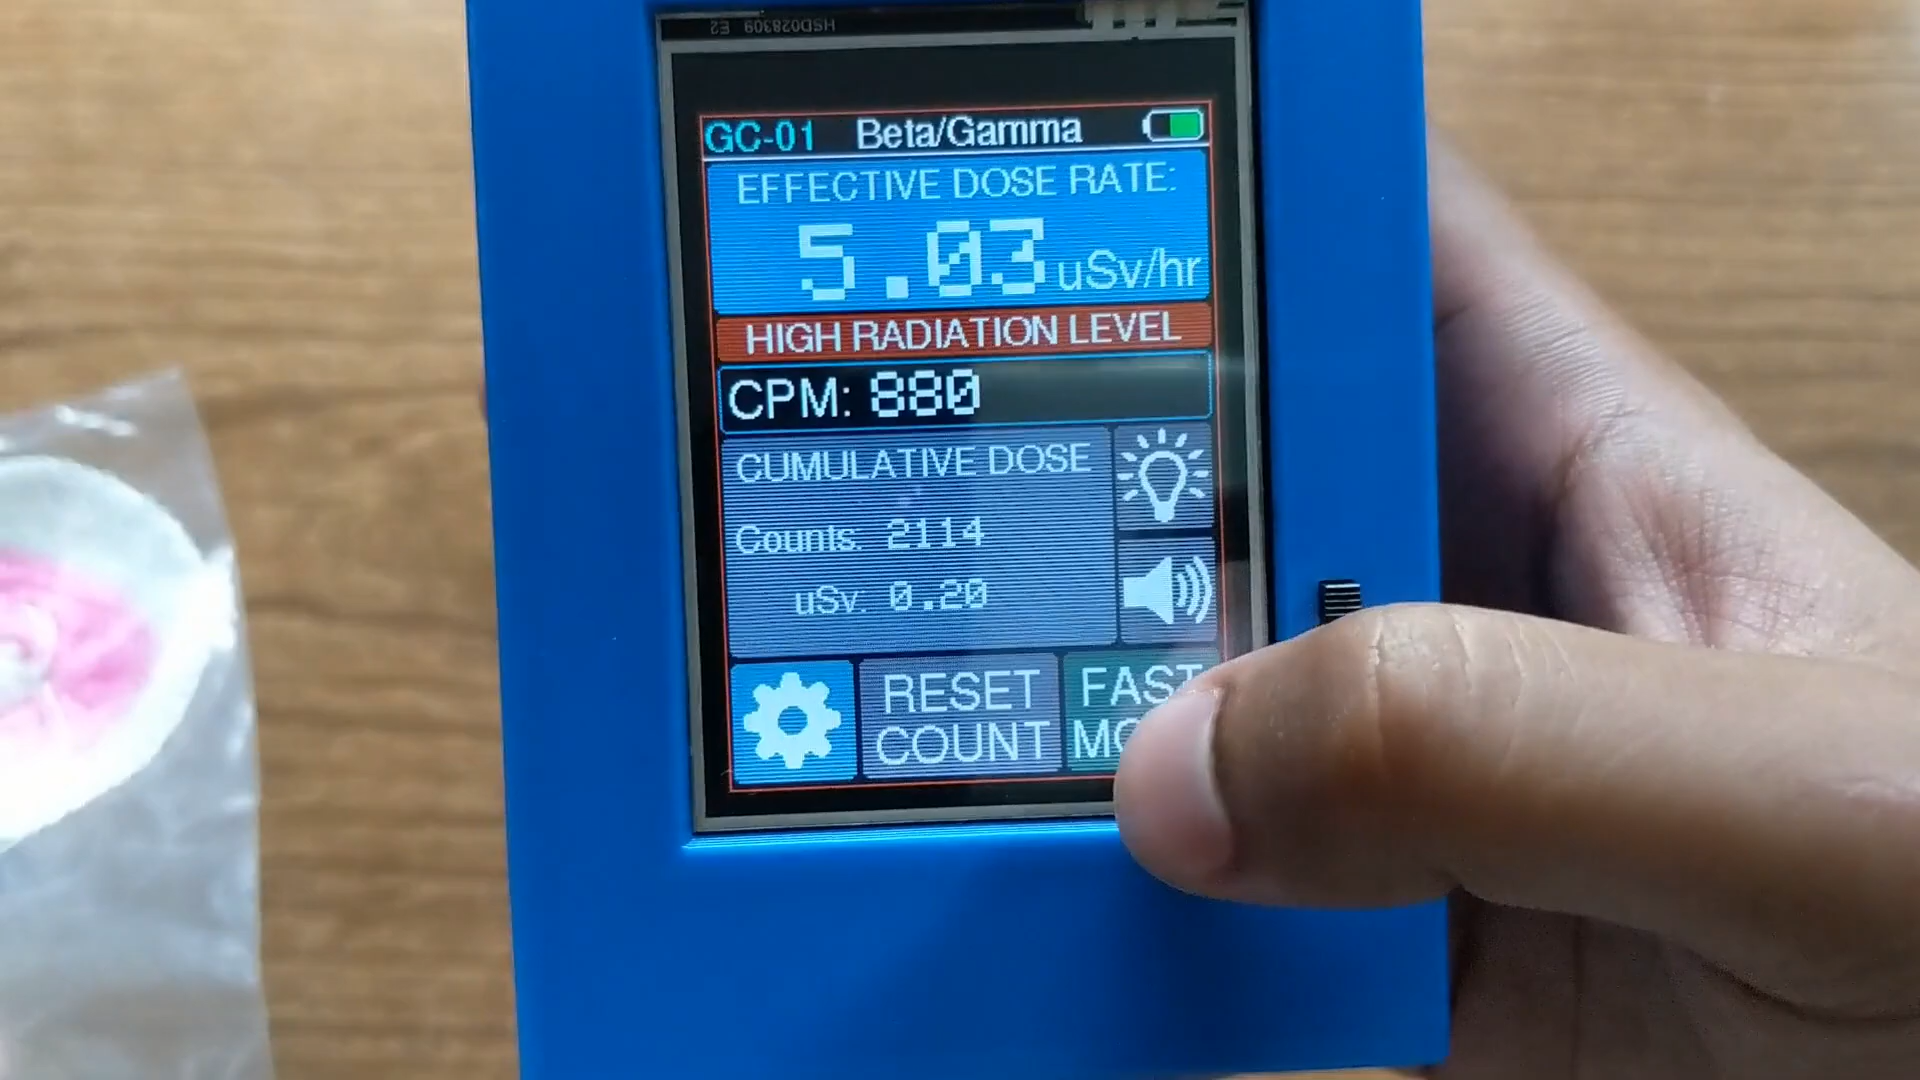 HSD028309 E2
GC-01 Beta/Gamma
EFFECTIVE DOSE RATE:
5.03 uSv/hr
HIGH RADIATION LEVEL
CPM: 880
CUMULATIVE DOSE
Counts: 2114
uSv: 0.20
RESET
COUNT
FAST